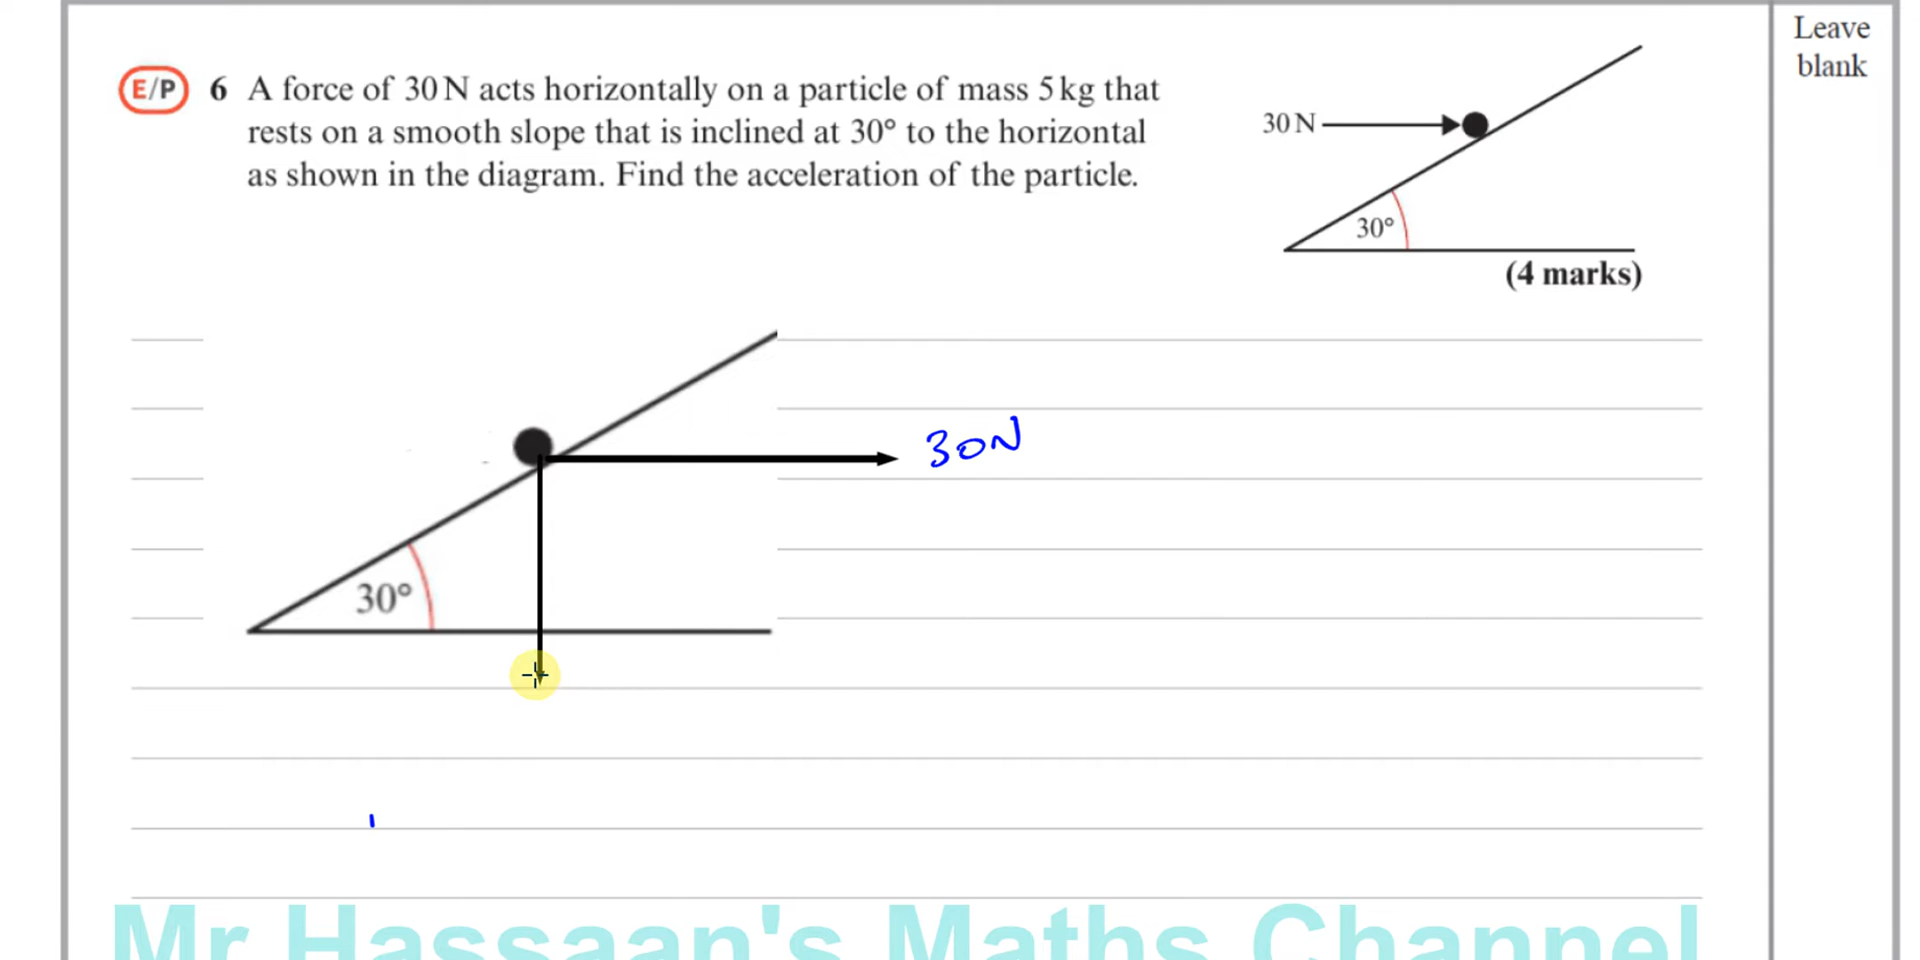 Leave
blank
E/P 6 A force of 30 N acts horizontally on a particle of mass 5 kg that
rests on a smooth slope that is inclined at 30° to the horizontal
as shown in the diagram. Find the acceleration of the particle.
30 N
30°
(4 marks)
30N
30°
Mr Hassaan's Maths Channel